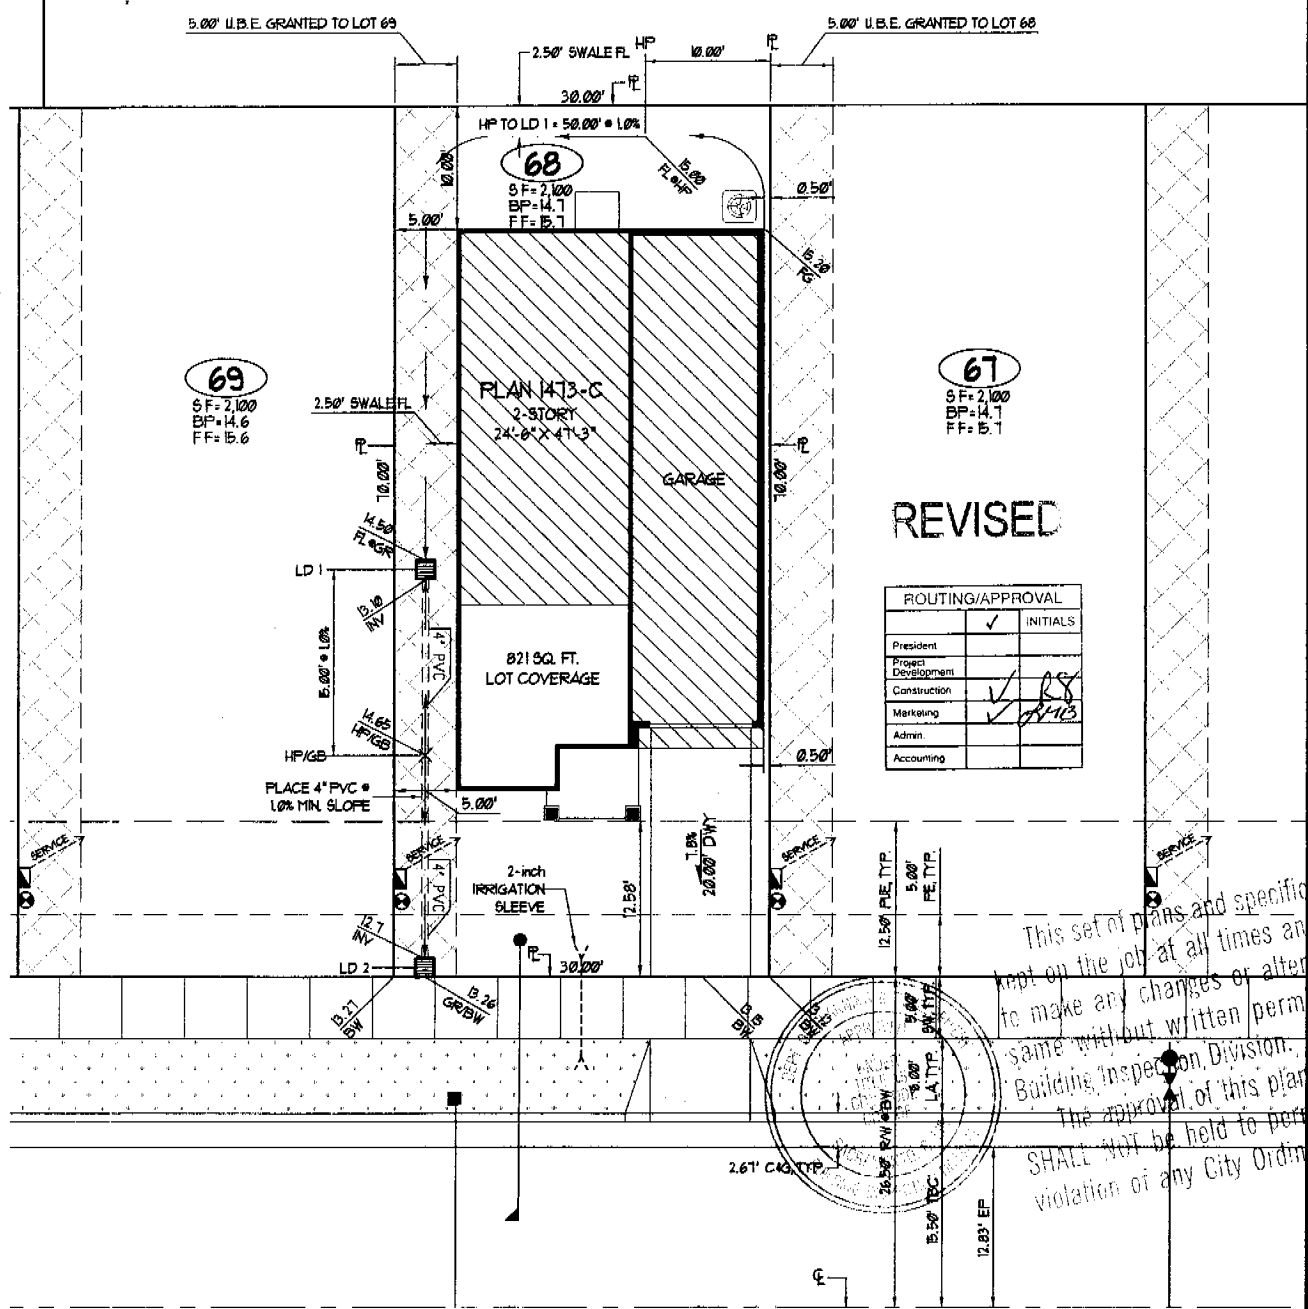 5.00' U.B.E. GRANTED TO LOT 69
5.00' U.B.E. GRANTED TO LOT 68
2.50' SWALE FL
HP
10.00'
PL
PL
30.00'
HP TO LD 1 = 50.00' @ 1.0%
10.00'
68
SF=2,100
BP=14.7
FF=15.7
15.00
FL@HP
0.50'
5.00'
15.20
69
SF=2,100
BP=14.6
FF=15.6
PLAN 1473-C
2-STORY
24'-6" X 47'-3"
67
SF=2,100
BP=14.7
FF=15.7
2.50' SWALE FL
PL
PL
70.00'
70.00'
GARAGE
REVISED
14.50
FL@GR
LD 1
13.10
INV
15.00' @ 1.0%
4" PVC
821 SQ. FT.
LOT COVERAGE
ROUTING/APPROVAL
✓ INITIALS
President
Project
Development
Construction ✓
Marketing ✓
Admin.
Accounting
14.65
HP/GB
HP/GB
0.50'
PLACE 4" PVC @
1.0% MIN. SLOPE
5.00'
SERVICE
SERVICE
SERVICE
SERVICE
7.8%
20.00' DWY
12.50' PUE, TYP.
5.00'
PE, TYP.
2-inch
IRRIGATION
SLEEVE
12.58'
4" PVC
12.7
INV
LD 2
PL
30.00'
13.27
BW
13.26
GR/BW
5.00'
SW, TYP.
6.00'
LA, TYP.
26.50' R/W @ BW
2.67' C&G, TYP.
15.50' TBC
12.83' EP
CL
This set of plans and specific
kept on the job at all times an
to make any changes or alter
same without written perm
Building Inspection Division.
The approval of this plan
SHALL NOT be held to perm
violation of any City Ordin